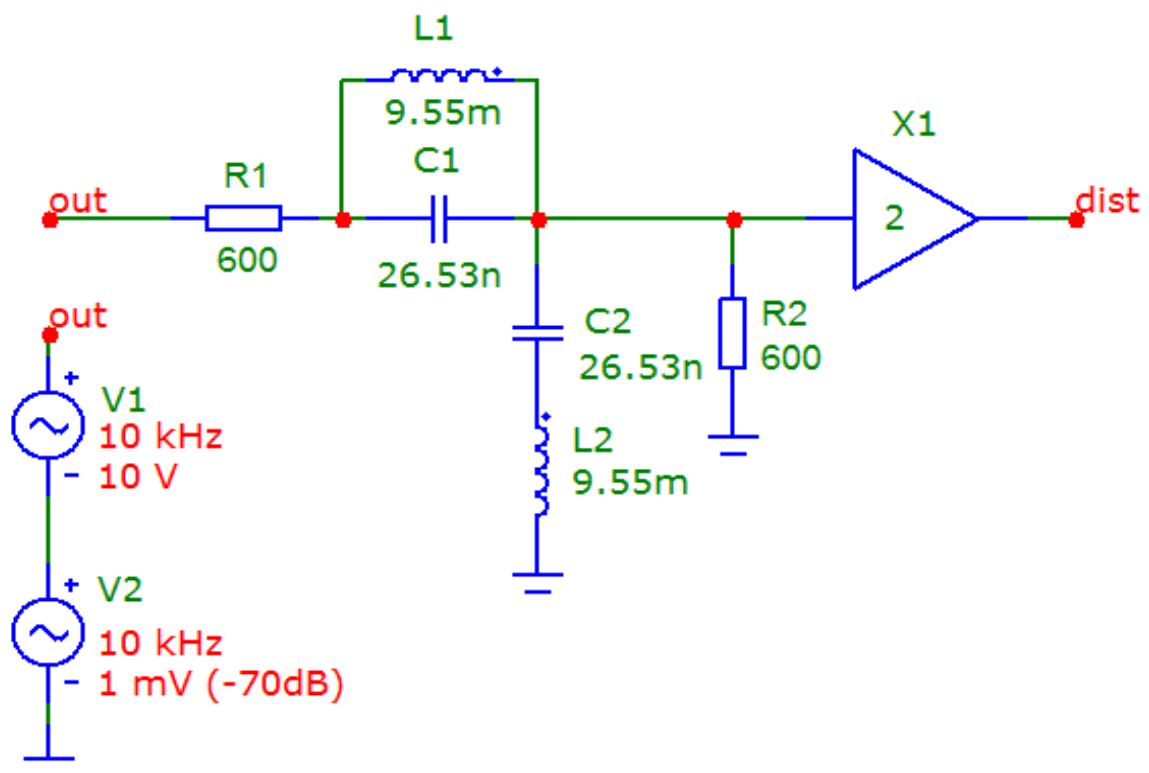 L1
9.55m
C1
26.53n
out
R1
600
X1
2
dist
out
+
V1
10 kHz
10 V
−
C2
26.53n
R2
600
L2
9.55m
+
V2
10 kHz
1 mV (-70dB)
−